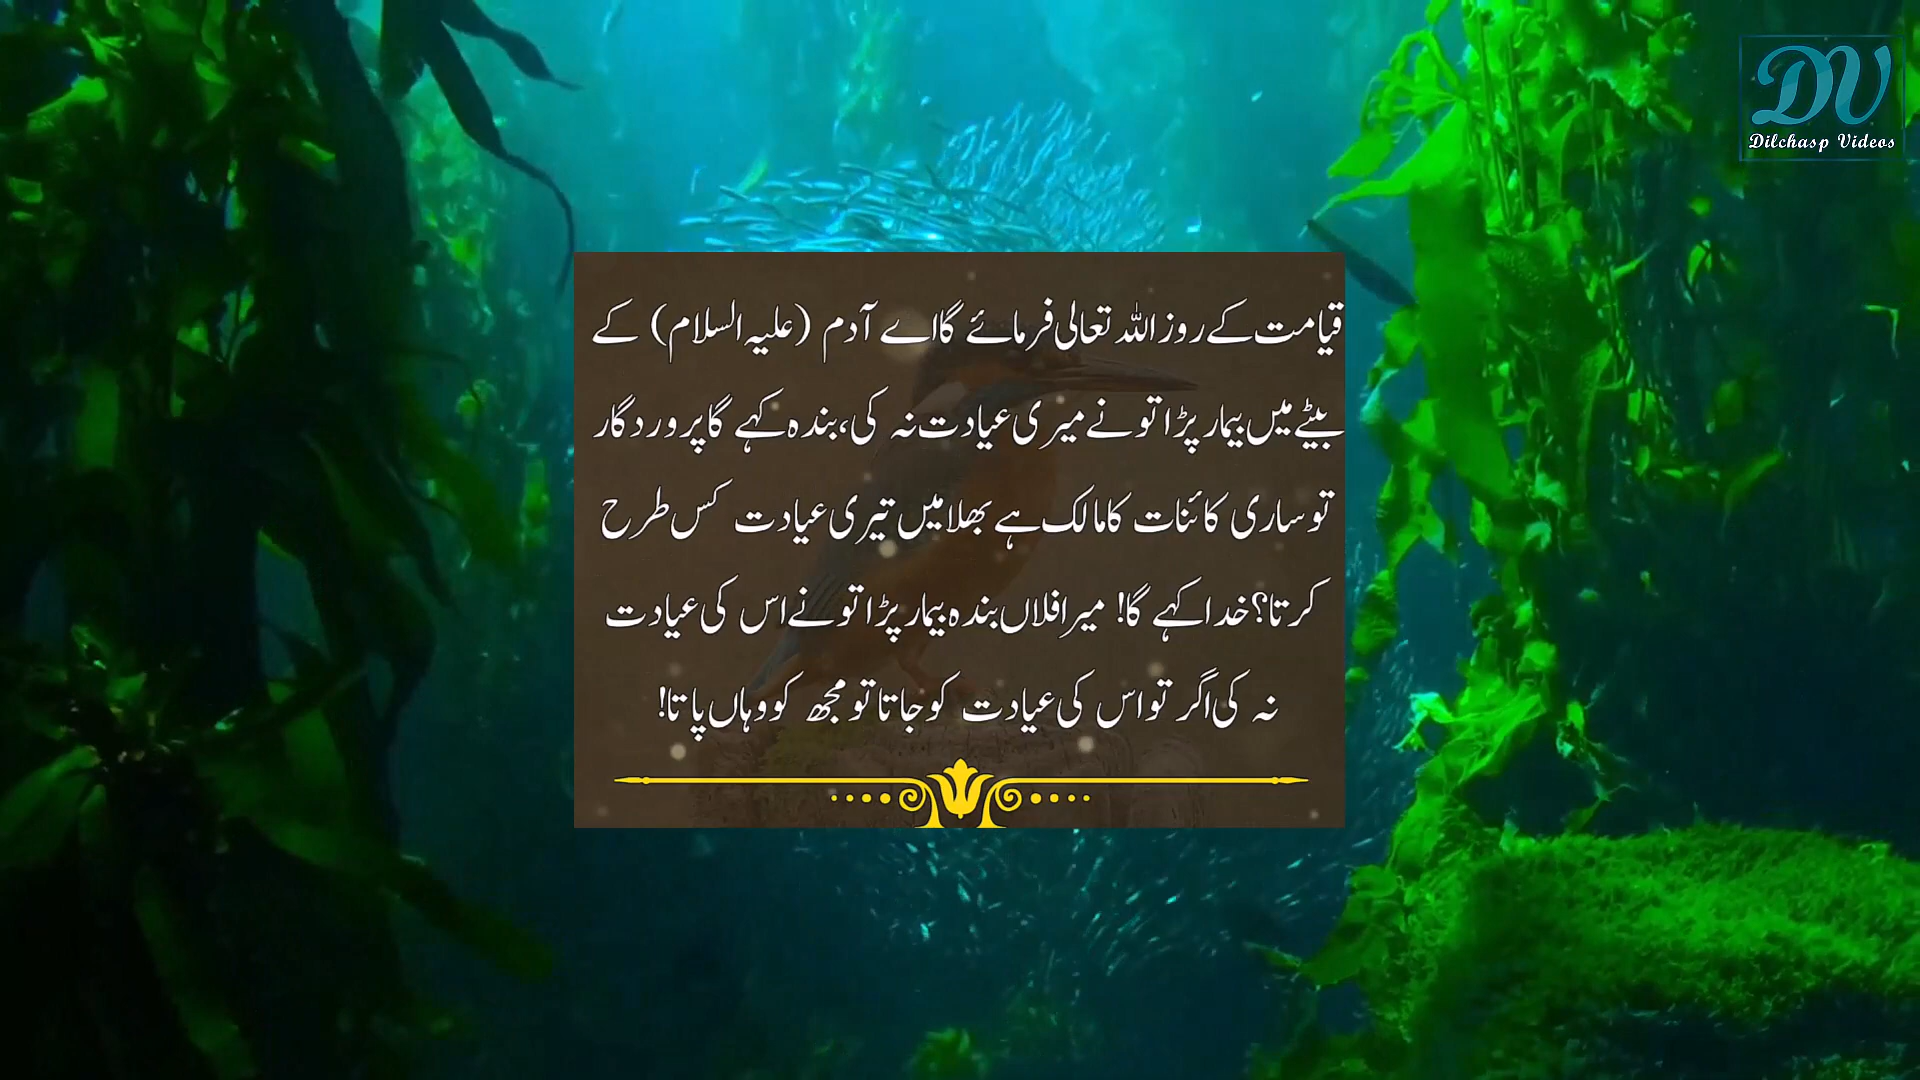 DV
Dilchasp Videos
قیامت کے روز اللہ تعالی فرمائے گا اے آدم (علیہ السلام) کے
بیٹے میں بیمار پڑا تو نے میری عیادت نہ کی، بندہ کہے گا پروردگار
تو ساری کائنات کا مالک ہے بھلا میں تیری عیادت کس طرح
کرتا؟ خدا کہے گا! میرا فلاں بندہ بیمار پڑا تو نے اس کی عیادت
نہ کی اگر تو اس کی عیادت کو جاتا تو مجھ کو وہاں پاتا!